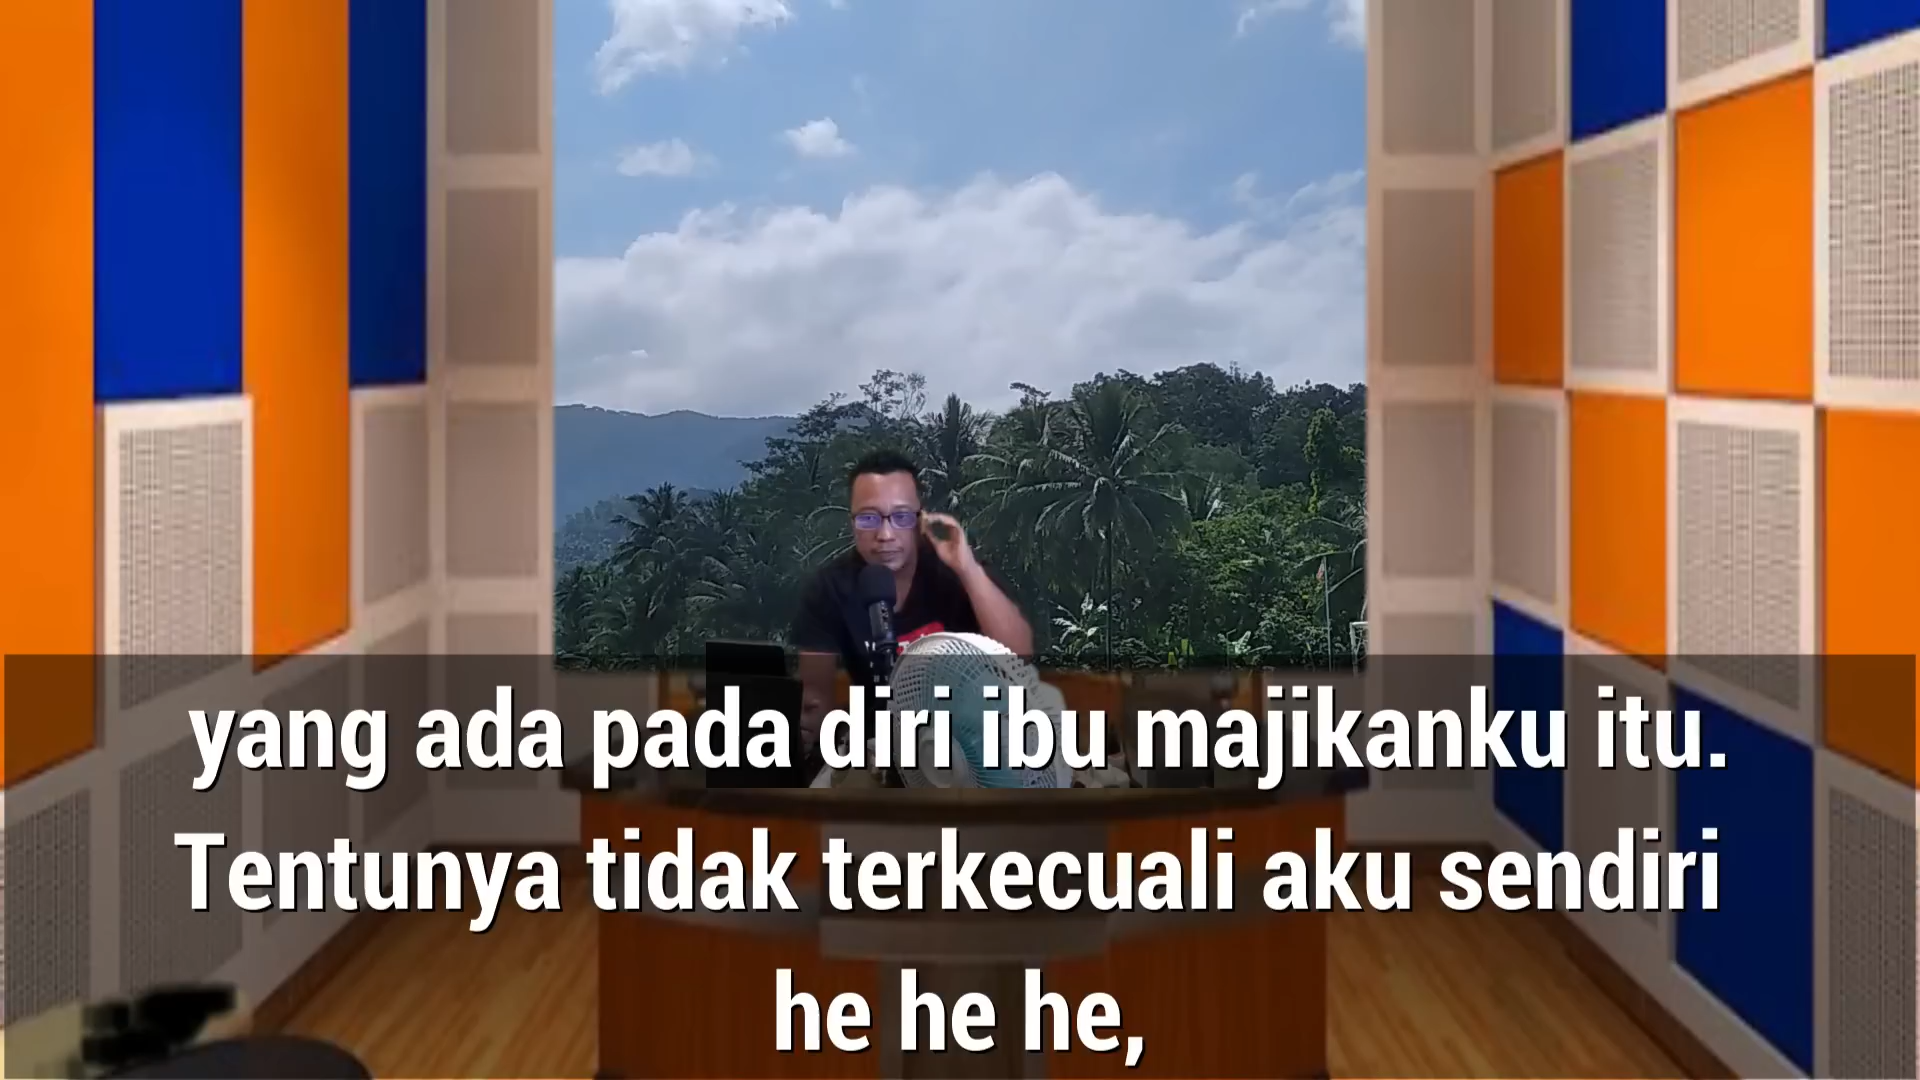 yang ada pada diri ibu majikanku itu.
Tentunya tidak terkecuali aku sendiri
he he he,